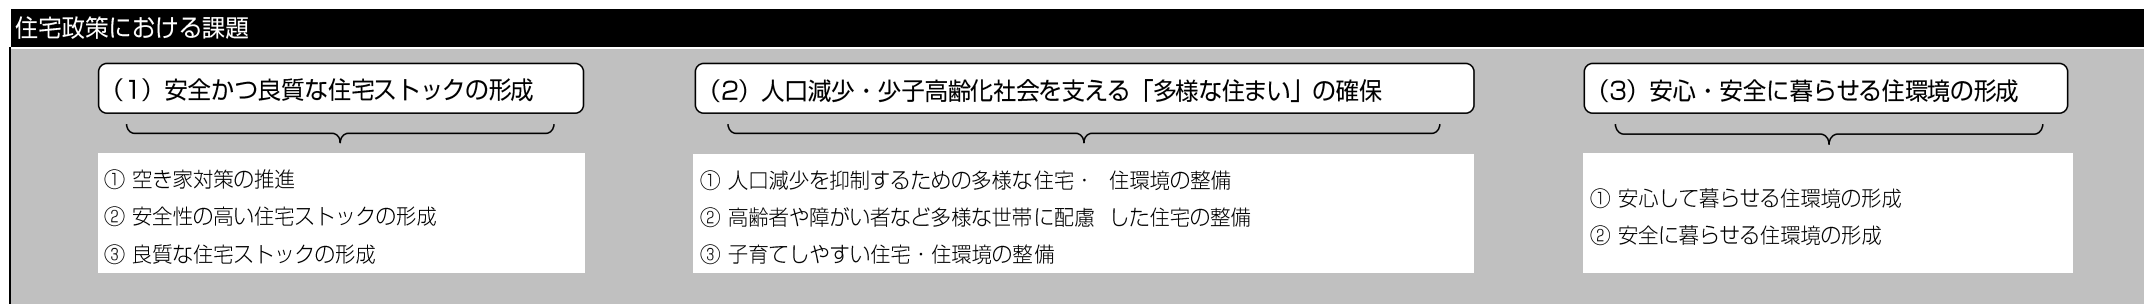 住宅政策における課題
（1）安全かつ良質な住宅ストックの形成
① 空き家対策の推進
② 安全性の高い住宅ストックの形成
③ 良質な住宅ストックの形成
（2）人口減少・少子高齢化社会を支える「多様な住まい」の確保
① 人口減少を抑制するための多様な住宅・ 住環境の整備
② 高齢者や障がい者など多様な世帯に配慮 した住宅の整備
③ 子育てしやすい住宅・住環境の整備
（3）安心・安全に暮らせる住環境の形成
① 安心して暮らせる住環境の形成
② 安全に暮らせる住環境の形成